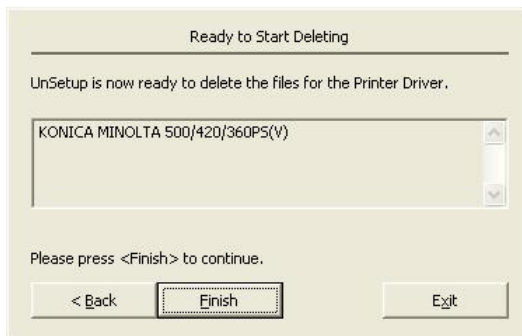 Ready to Start Deleting
UnSetup is now ready to delete the files for the Printer Driver.
KONICA MINOLTA 500/420/360PS(V)
Please press <Finish> to continue.
< Back
Finish
Exit